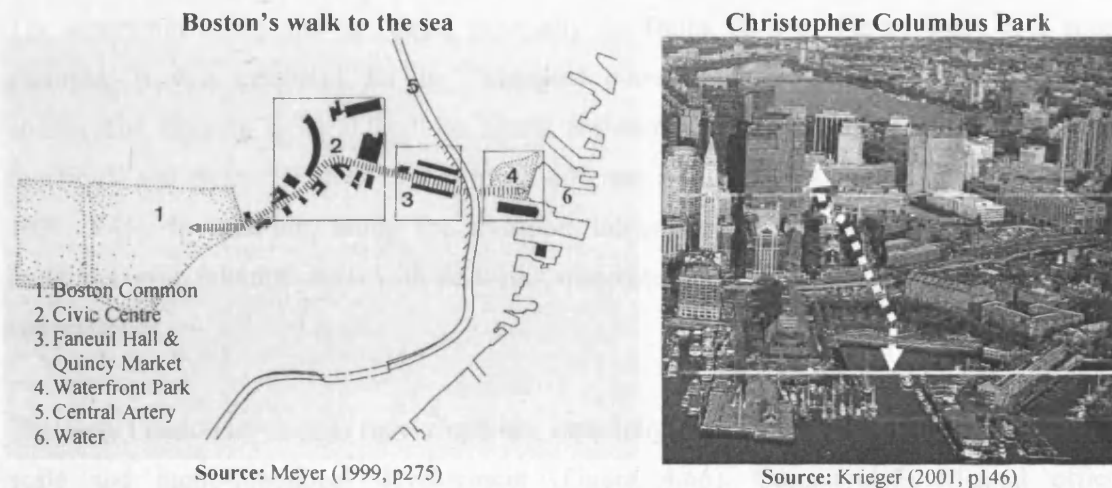 Boston's walk to the sea
5
2
1
3
4
6
1. Boston Common
2. Civic Centre
3. Faneuil Hall &
Quincy Market
4. Waterfront Park
5. Central Artery
6. Water
Source: Meyer (1999, p275)
Christopher Columbus Park
Source: Krieger (2001, p146)